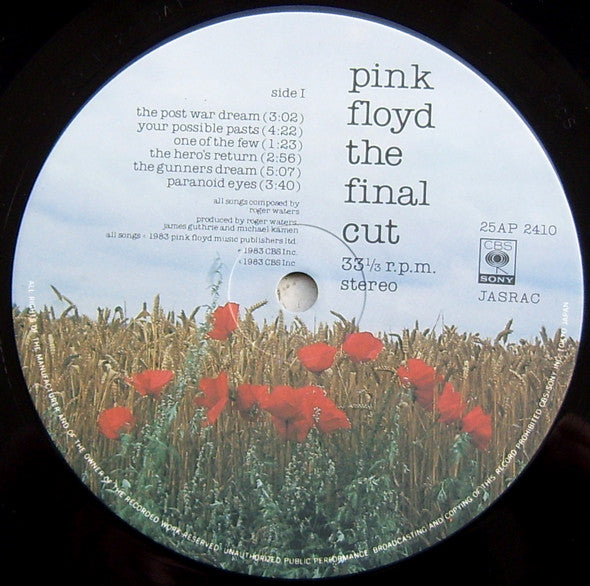 side I
the post war dream (3:02)
your possible pasts (4:22)
one of the few (1:23)
the hero's return (2:56)
the gunners dream (5:07)
paranoid eyes (3:40)
all songs composed by
roger waters
produced by roger waters,
james guthrie and michael kamen
all songs © 1983 pink floyd music publishers ltd.
℗ 1983 CBS Inc.
© 1983 CBS Inc.
pink
floyd
the
final
cut
33⅓ r.p.m.
stereo
25AP 2410
CBS
SONY
JASRAC
ALL RIGHTS OF THE MANUFACTURER AND OF THE OWNER OF THE RECORDED WORK RESERVED. UNAUTHORIZED PUBLIC PERFORMANCE BROADCASTING AND COPYING OF THIS RECORD PROHIBITED CBS/SONY INC. TOKYO JAPAN